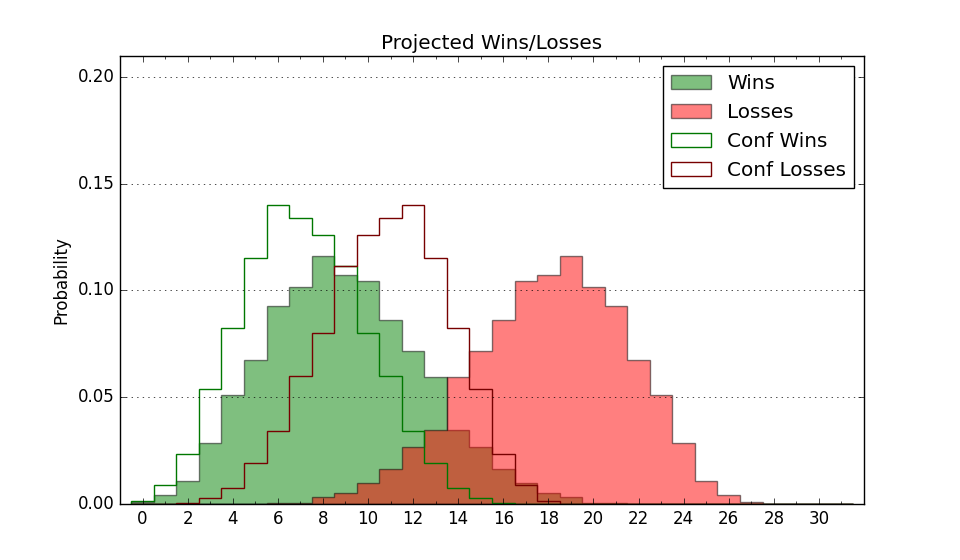 Projected Wins/Losses
Wins
Losses
Conf Wins
Conf Losses
Probability
0.20
0.15
0.10
0.05
0.00
0 2 4 6 8 10 12 14 16 18 20 22 24 26 28 30